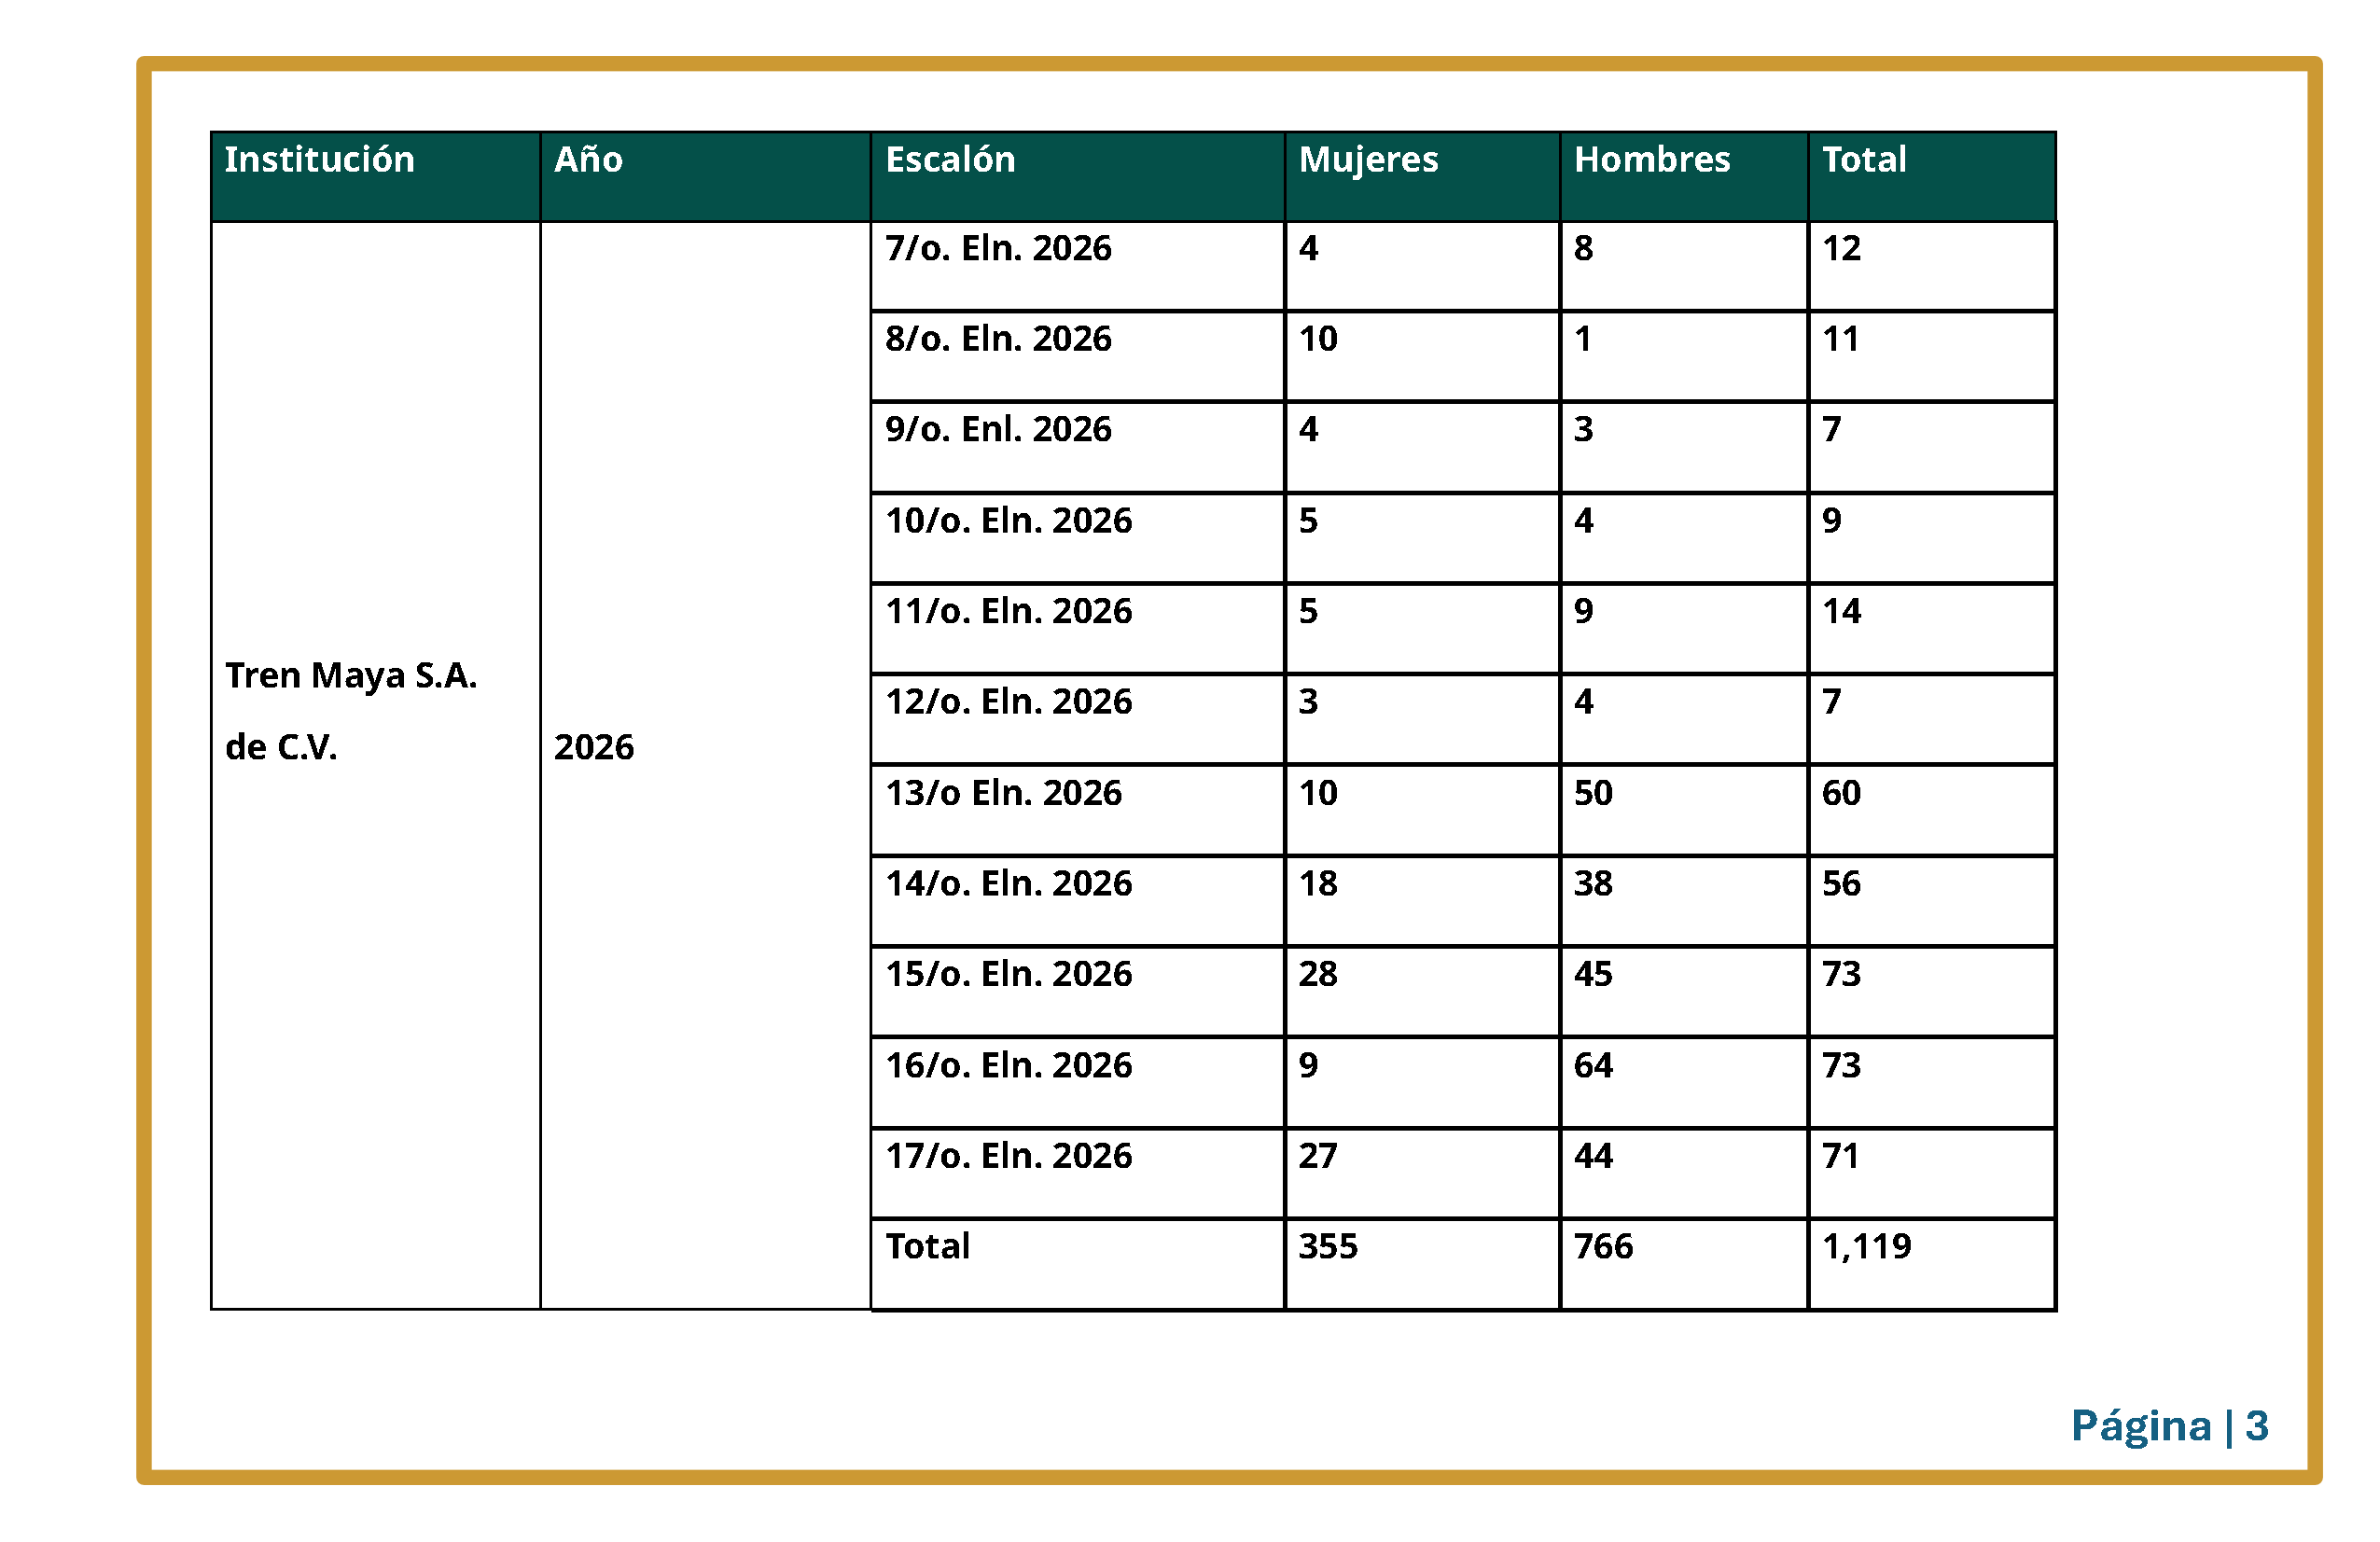 Institución Año Escalón Mujeres Hombres Total
7/o. Eln. 2026 4 8 12
8/o. Eln. 2026 10 1 11
9/o. Enl. 2026 4 3 7
10/o. Eln. 2026 5 4 9
11/o. Eln. 2026 5 9 14
Tren Maya S.A.
12/o. Eln. 2026 3 4 7
de C.V. 2026
13/o Eln. 2026 10 50 60
14/o. Eln. 2026 18 38 56
15/o. Eln. 2026 28 45 73
16/o. Eln. 2026 9 64 73
17/o. Eln. 2026 27 44 71
Total 355 766 1,119
Página | 3